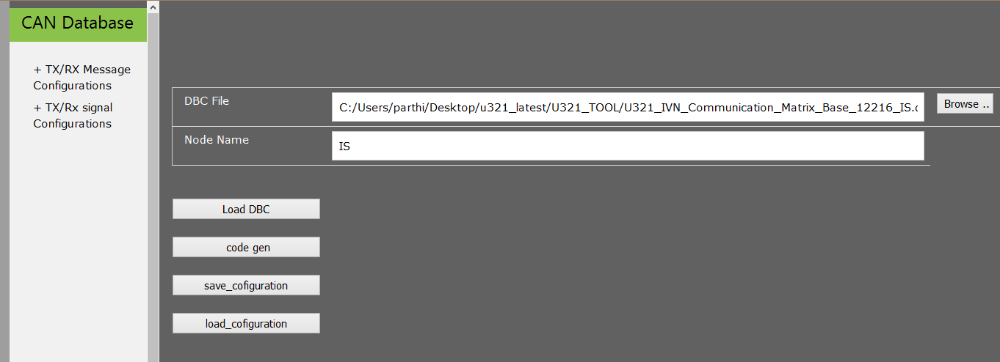 CAN Database
+ TX/RX Message
Configurations
+ TX/Rx signal
Configurations
DBC File
C:/Users/parthi/Desktop/u321_latest/U321_TOOL/U321_IVN_Communication_Matrix_Base_12216_IS.
Browse ..
Node Name
IS
Load DBC
code gen
save_cofiguration
load_cofiguration